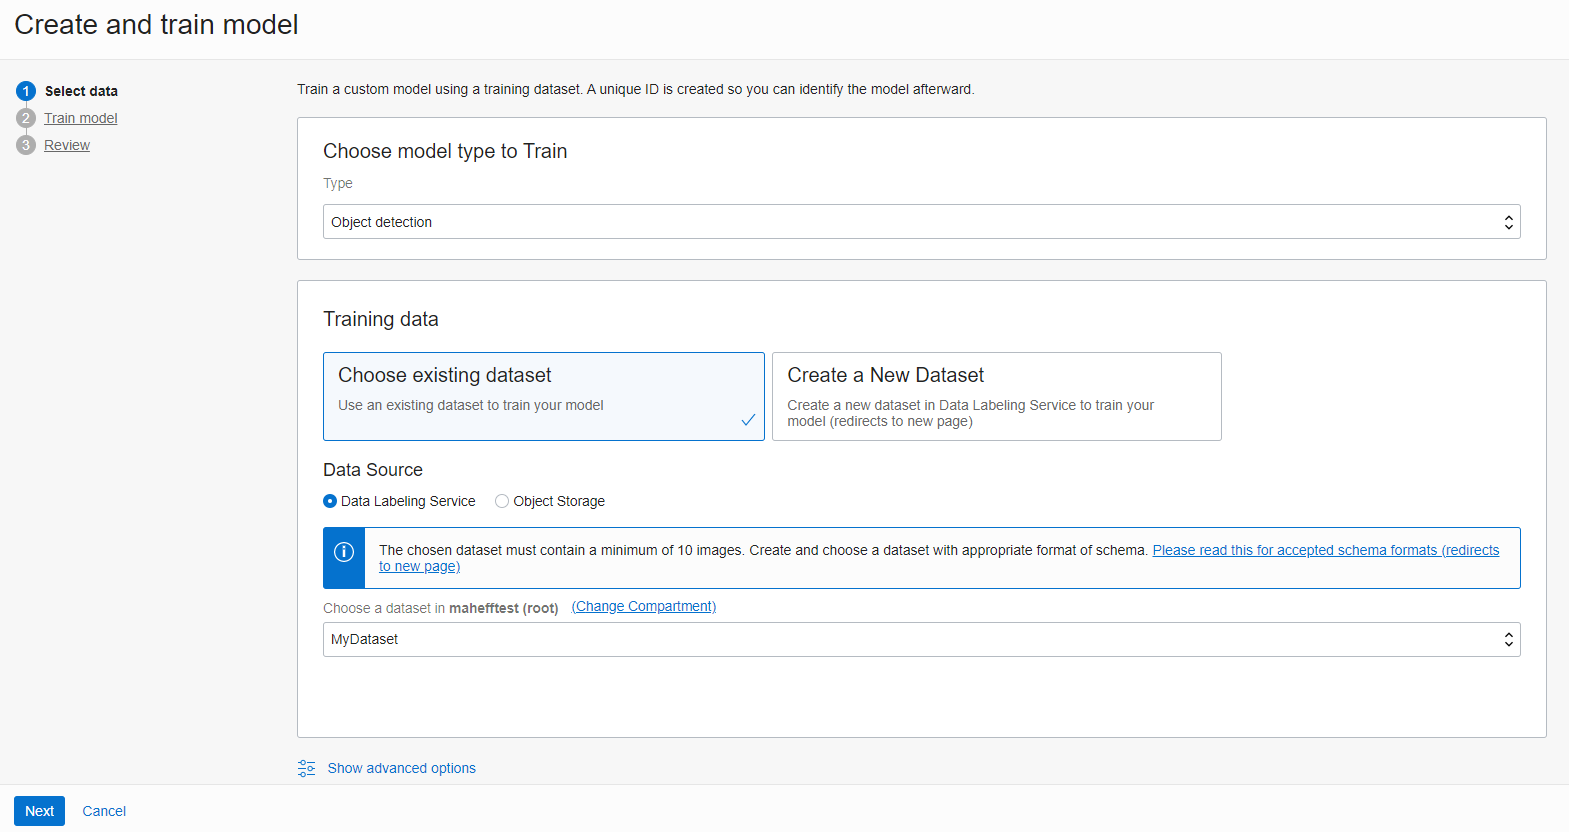 Create and train model
1 Select data
2 Train model
3 Review
Train a custom model using a training dataset. A unique ID is created so you can identify the model afterward.
Choose model type to Train
Type
Object detection
Training data
Choose existing dataset
Use an existing dataset to train your model
Create a New Dataset
Create a new dataset in Data Labeling Service to train your
model (redirects to new page)
Data Source
Data Labeling Service Object Storage
The chosen dataset must contain a minimum of 10 images. Create and choose a dataset with appropriate format of schema. Please read this for accepted schema formats (redirects
to new page)
Choose a dataset in mahefftest (root) (Change Compartment)
MyDataset
Show advanced options
Next Cancel